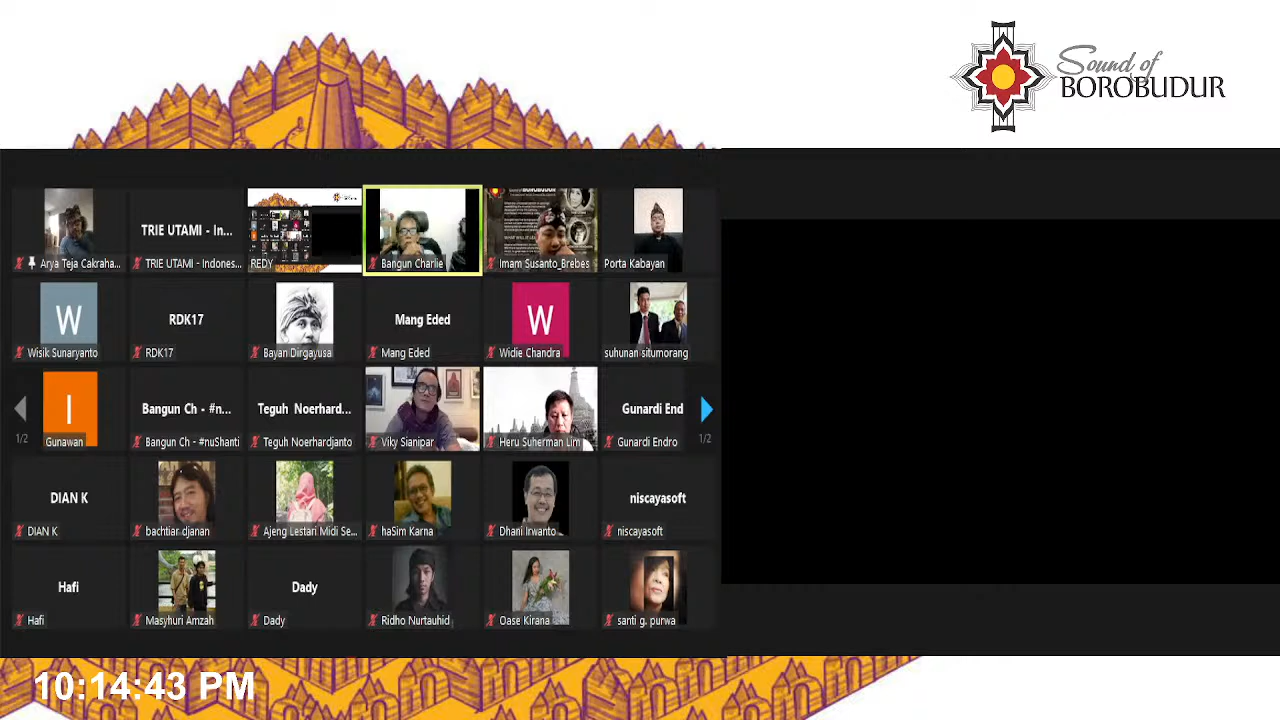 Sound of
BOROBUDUR
TRIE UTAMI - In...
Arya Teja Cakraha...
TRIE UTAMI - Indones...
REDY
Bangun Charlie
Imam Susanto_Brebes
Porta Kabayan
W
RDK17
Mang Eded
W
Wisik Sunaryanto
RDK17
Bayan Dirgayusa
Mang Eded
Widie Chandra
suhunan situmorang
I
Bangun Ch - #n...
Teguh Noerhard...
Gunardi End
1/2
Gunawan
Bangun Ch - #nuShanti
Teguh Noerhardjanto
Viky Sianipar
Heru Suherman Lim
Gunardi Endro
1/2
DIAN K
niscayasoft
DIAN K
bachtiar djanan
Ajeng Lestari Midi Se...
haSim Karna
Dhani Irwanto
niscayasoft
Hafi
Dady
Hafi
Masyhuri Amzah
Dady
Ridho Nurtauhid
Oase Kirana
santi g. purwa
10:14:43 PM